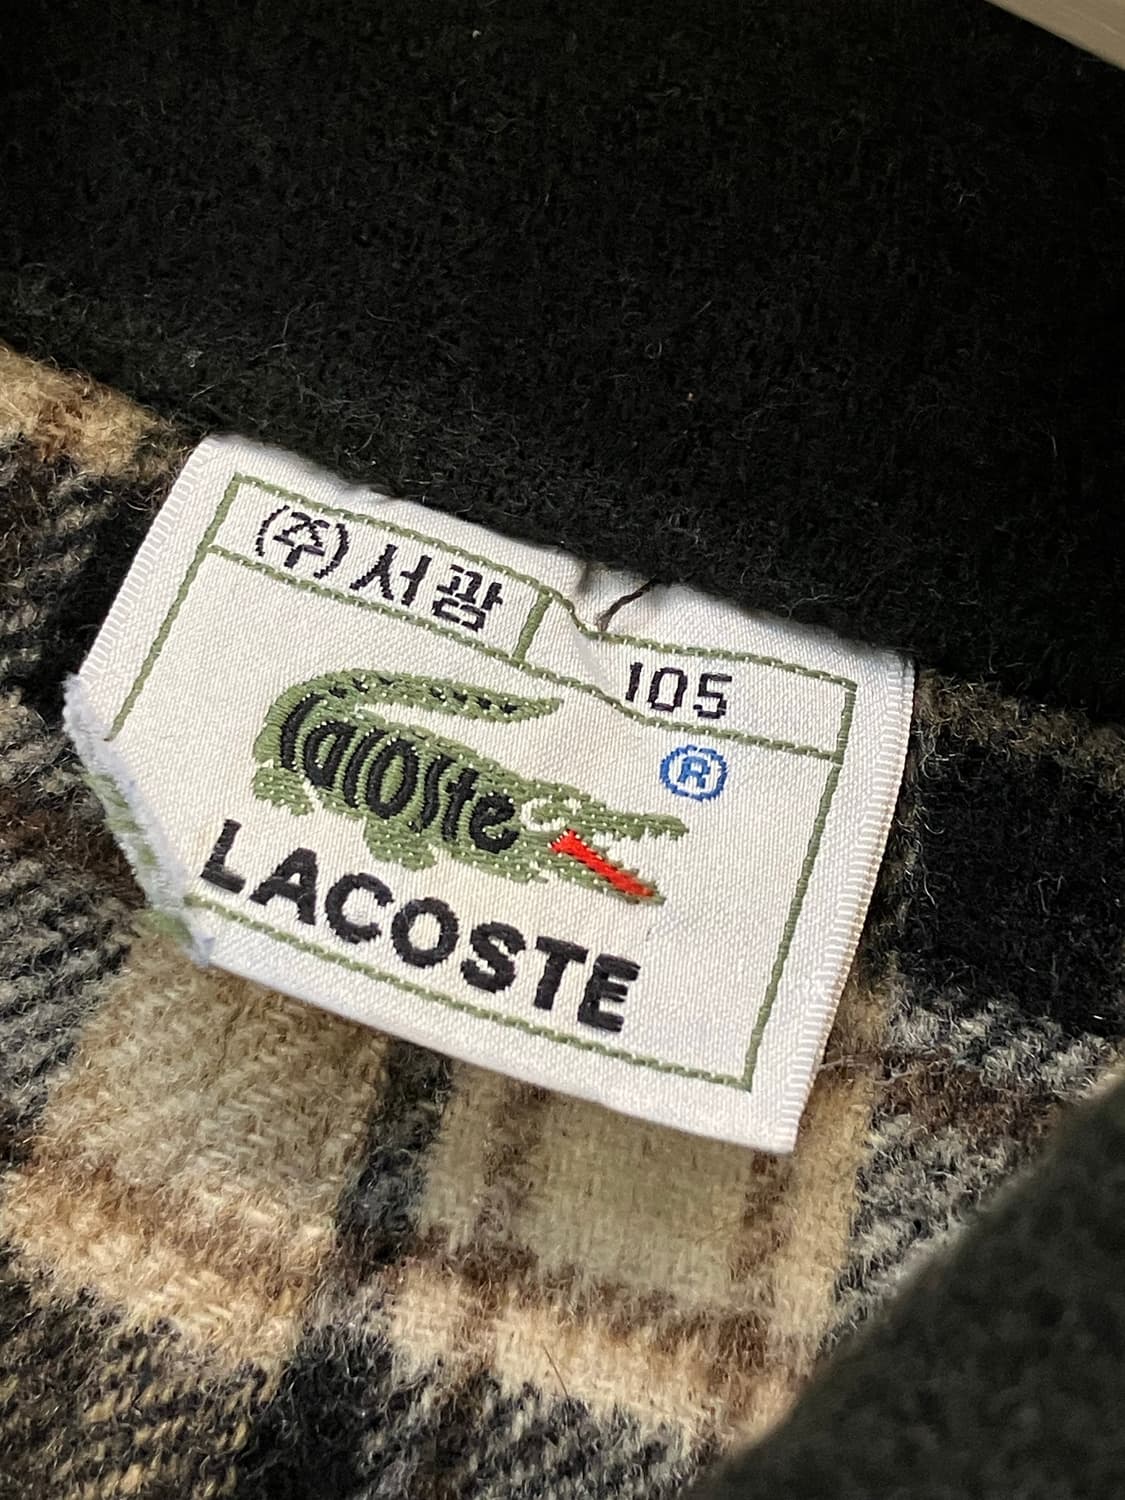 (주)서광
105
lacoste
®
LACOSTE